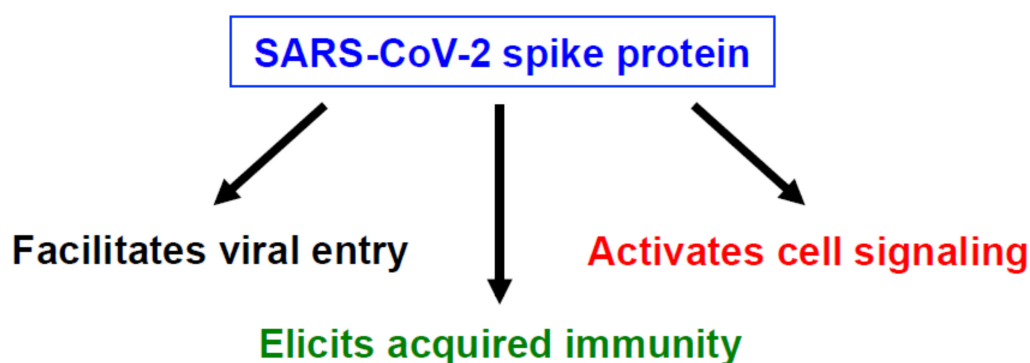 SARS-CoV-2 spike protein
Facilitates viral entry
Activates cell signaling
Elicits acquired immunity